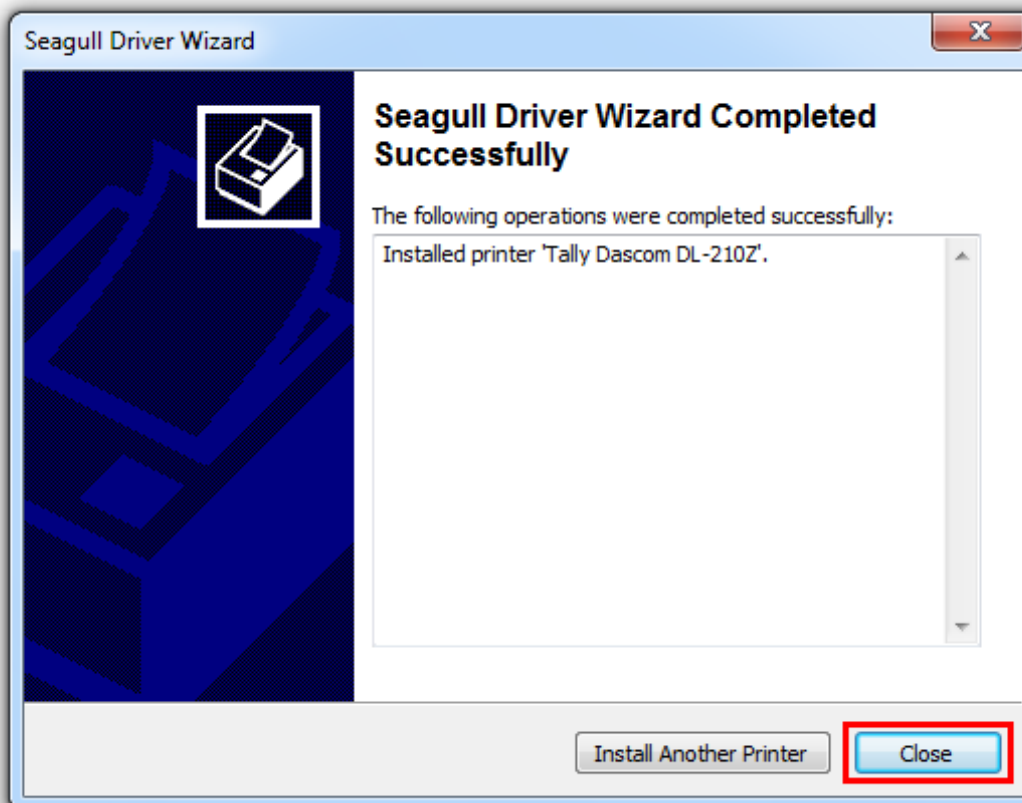 Seagull Driver Wizard
Seagull Driver Wizard Completed
Successfully
The following operations were completed successfully:
Installed printer 'Tally Dascom DL-210Z'.
Install Another Printer
Close